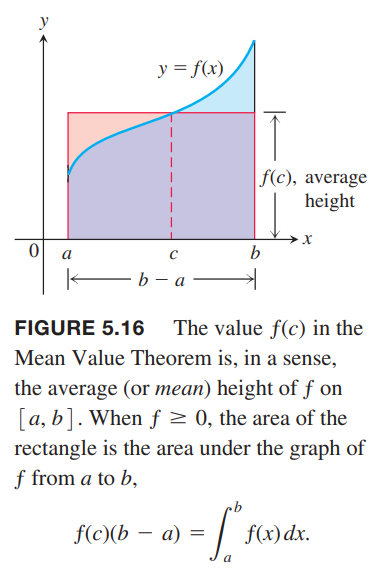 y
y = f(x)
f(c), average
height
x
0 a c b
b − a
FIGURE 5.16 The value f(c) in the
Mean Value Theorem is, in a sense,
the average (or mean) height of f on
[a, b]. When f ≥ 0, the area of the
rectangle is the area under the graph of
f from a to b,
f(c)(b − a) = ∫_a^b f(x) dx.